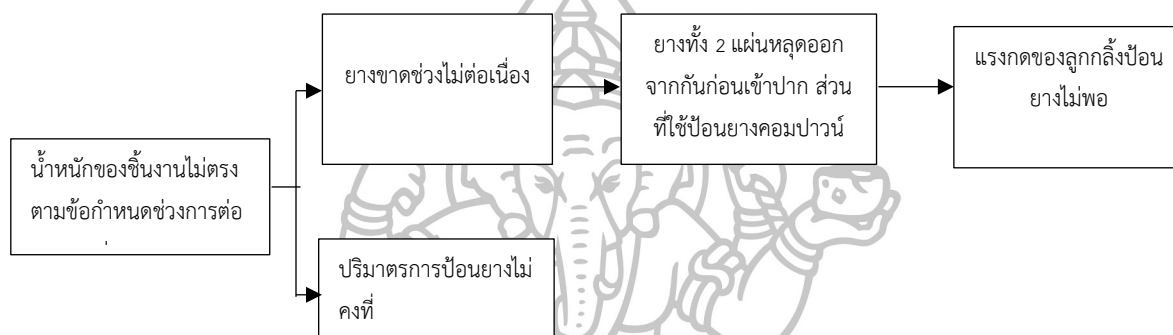 น้ำหนักของชิ้นงานไม่ตรง
ตามข้อกำหนดช่วงการต่อ
ยางขาดช่วงไม่ต่อเนื่อง
ยางทั้ง 2 แผ่นหลุดออก
จากกันก่อนเข้าปาก ส่วน
ที่ใช้ป้อนยางคอมปาวน์
แรงกดของลูกกลิ้งป้อน
ยางไม่พอ
ปริมาตรการป้อนยางไม่
คงที่